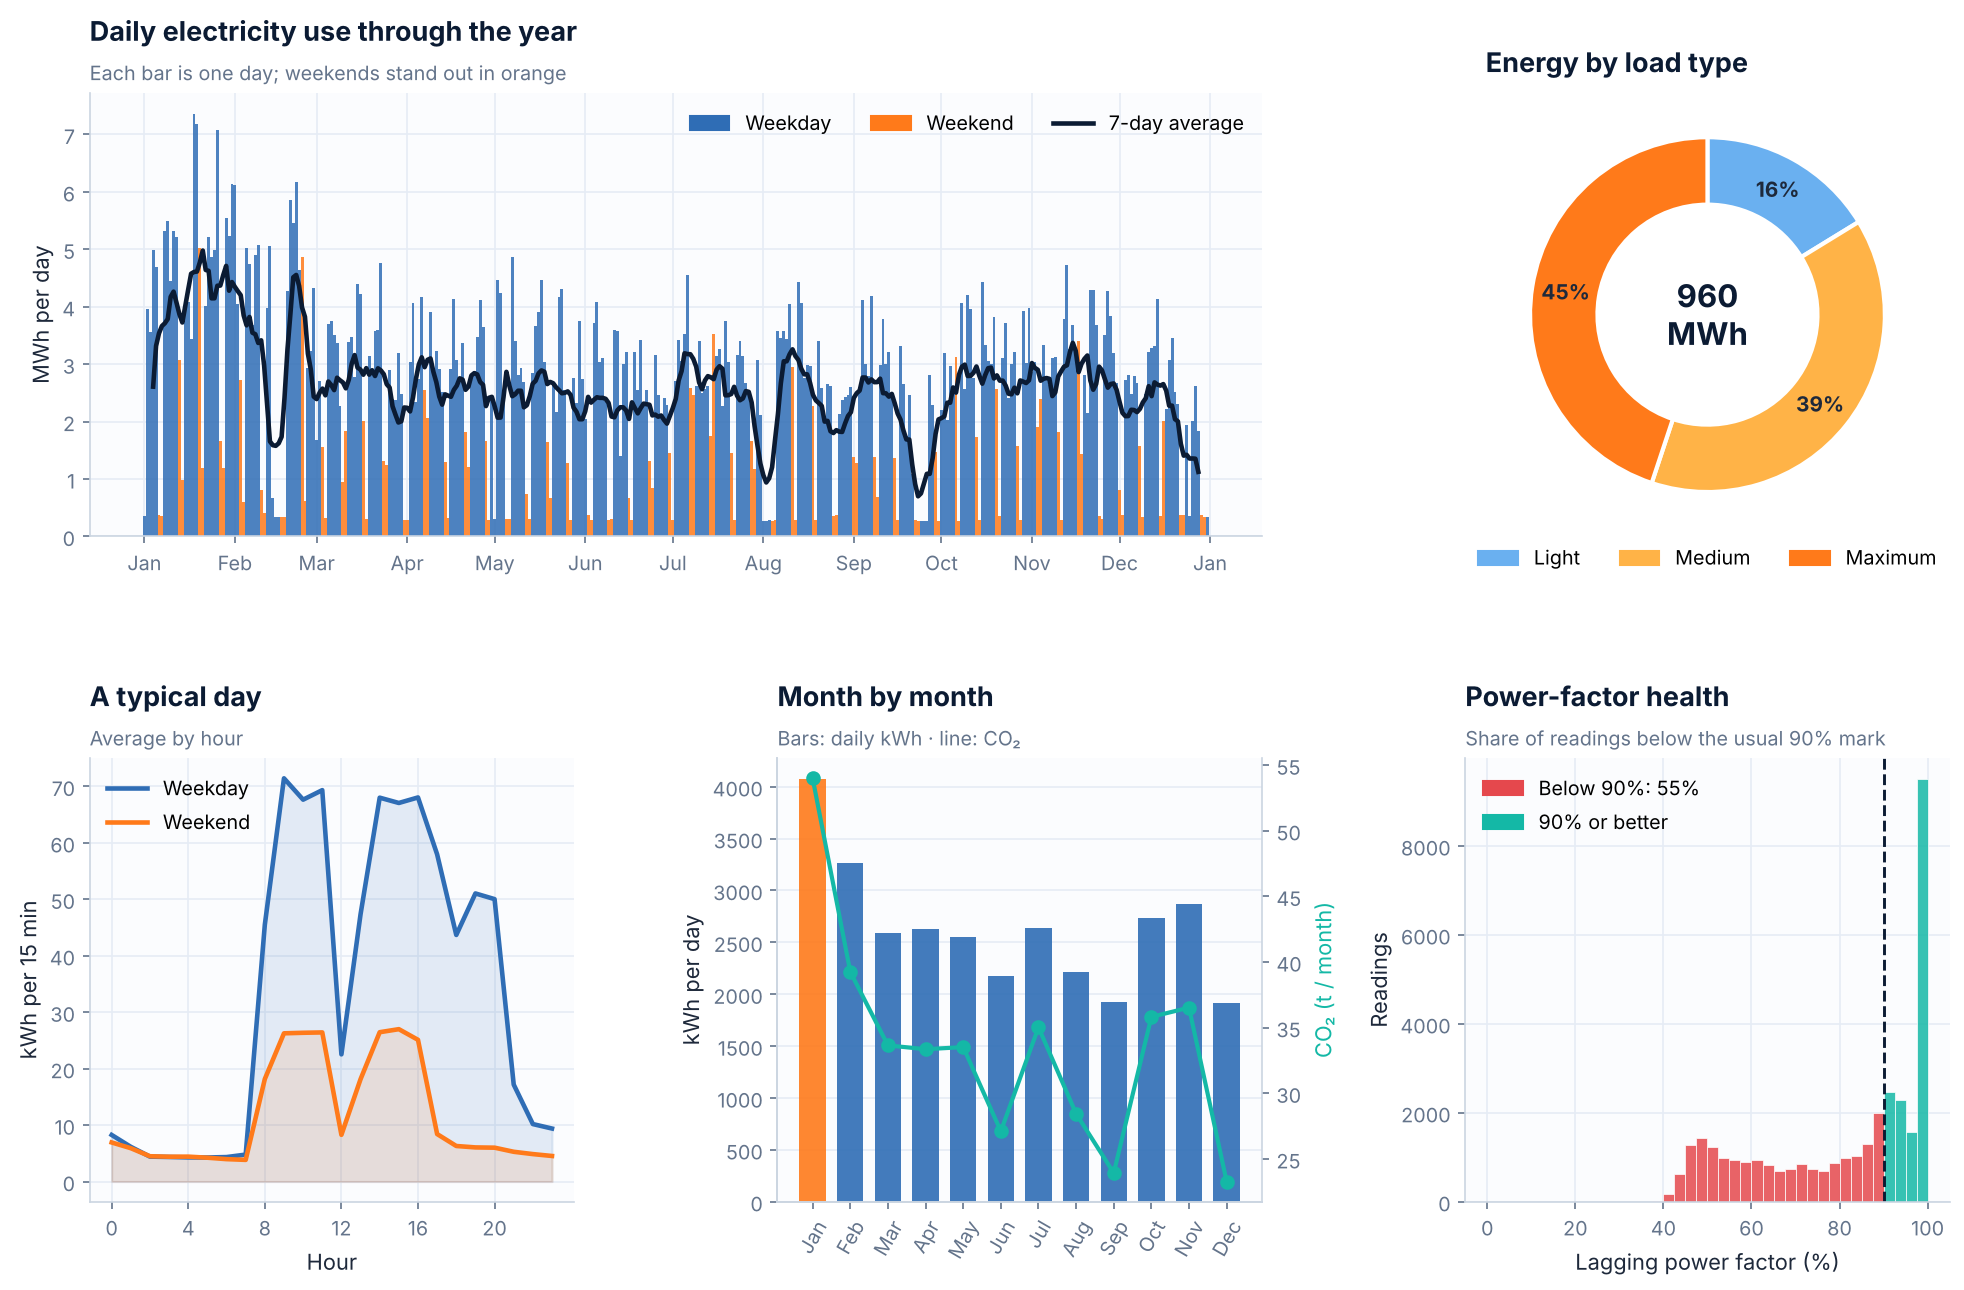 Daily electricity use through the year
Each bar is one day; weekends stand out in orange
Weekday
Weekend
7-day average
MWh per day
7
6
5
4
3
2
1
0
Jan
Feb
Mar
Apr
May
Jun
Jul
Aug
Sep
Oct
Nov
Dec
Jan
Energy by load type
16%
45%
39%
960
MWh
Light
Medium
Maximum
A typical day
Average by hour
Weekday
Weekend
kWh per 15 min
70
60
50
40
30
20
10
0
0
4
8
12
16
20
Hour
Month by month
Bars: daily kWh · line: CO₂
kWh per day
4000
3500
3000
2500
2000
1500
1000
500
0
Jan
Feb
Mar
Apr
May
Jun
Jul
Aug
Sep
Oct
Nov
Dec
55
50
45
40
35
30
25
CO₂ (t / month)
Power-factor health
Share of readings below the usual 90% mark
Below 90%: 55%
90% or better
Readings
8000
6000
4000
2000
0
0
20
40
60
80
100
Lagging power factor (%)